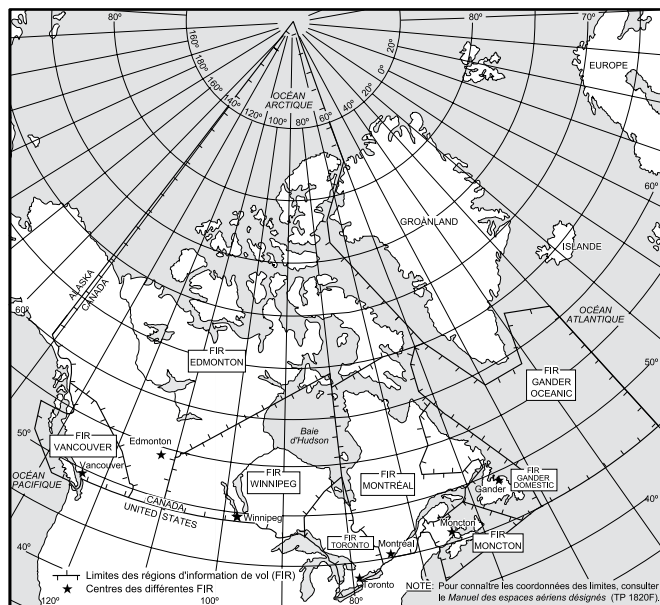 80º
80º
70º
160º
180º
160º
140º
120º
100º
80º
60º
40º
20º
0º
20º
EUROPE
OCÉAN
ARCTIQUE
70º
60º
GROANLAND
ISLANDE
ALASKA
CANADA
60º
OCÉAN
ATLANTIQUE
50º
FIR
EDMONTON
FIR
GANDER
OCEANIC
Baie
d'Hudson
50º
FIR
VANCOUVER
Edmonton
Vancouver
OCÉAN
PACIFIQUE
FIR
WINNIPEG
FIR
MONTRÉAL
FIR
GANDER
DOMESTIC
Gander
CANADA
UNITED STATES
Winnipeg
Moncton
FIR
MONCTON
FIR
TORONTO
Montréal
40º
40º
Toronto
120º
100º
80º
Limites des régions d'information de vol (FIR)
Centres des différentes FIR
NOTE: Pour connaître les coordonnées des limites, consulter
le Manuel des espaces aériens désignés (TP 1820F).